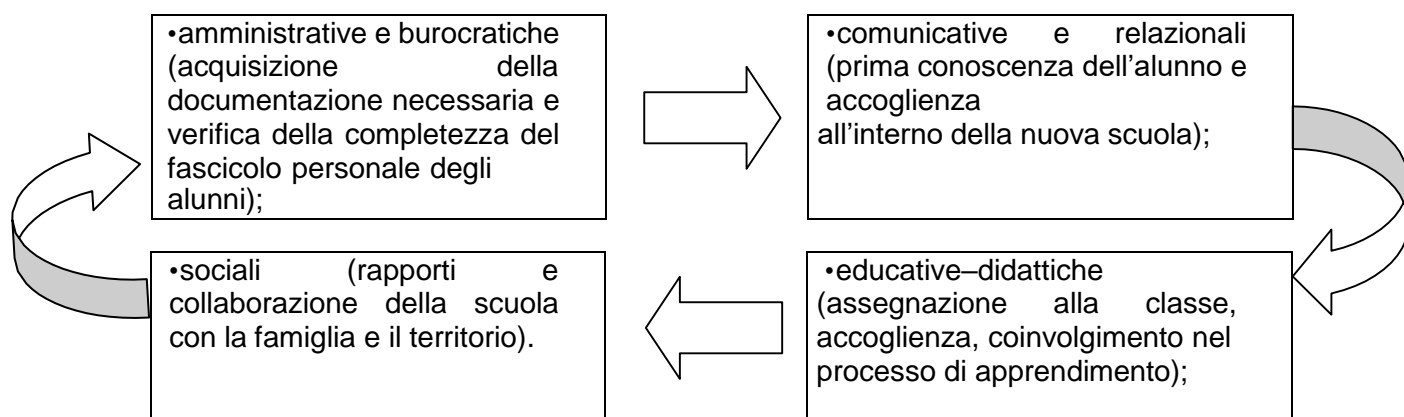 •amministrative e burocratiche
(acquisizione della
documentazione necessaria e
verifica della completezza del
fascicolo personale degli
alunni);
•comunicative e relazionali
(prima conoscenza dell’alunno e
accoglienza
all’interno della nuova scuola);
•educative–didattiche
(assegnazione alla classe,
accoglienza, coinvolgimento nel
processo di apprendimento);
•sociali (rapporti e
collaborazione della scuola
con la famiglia e il territorio).